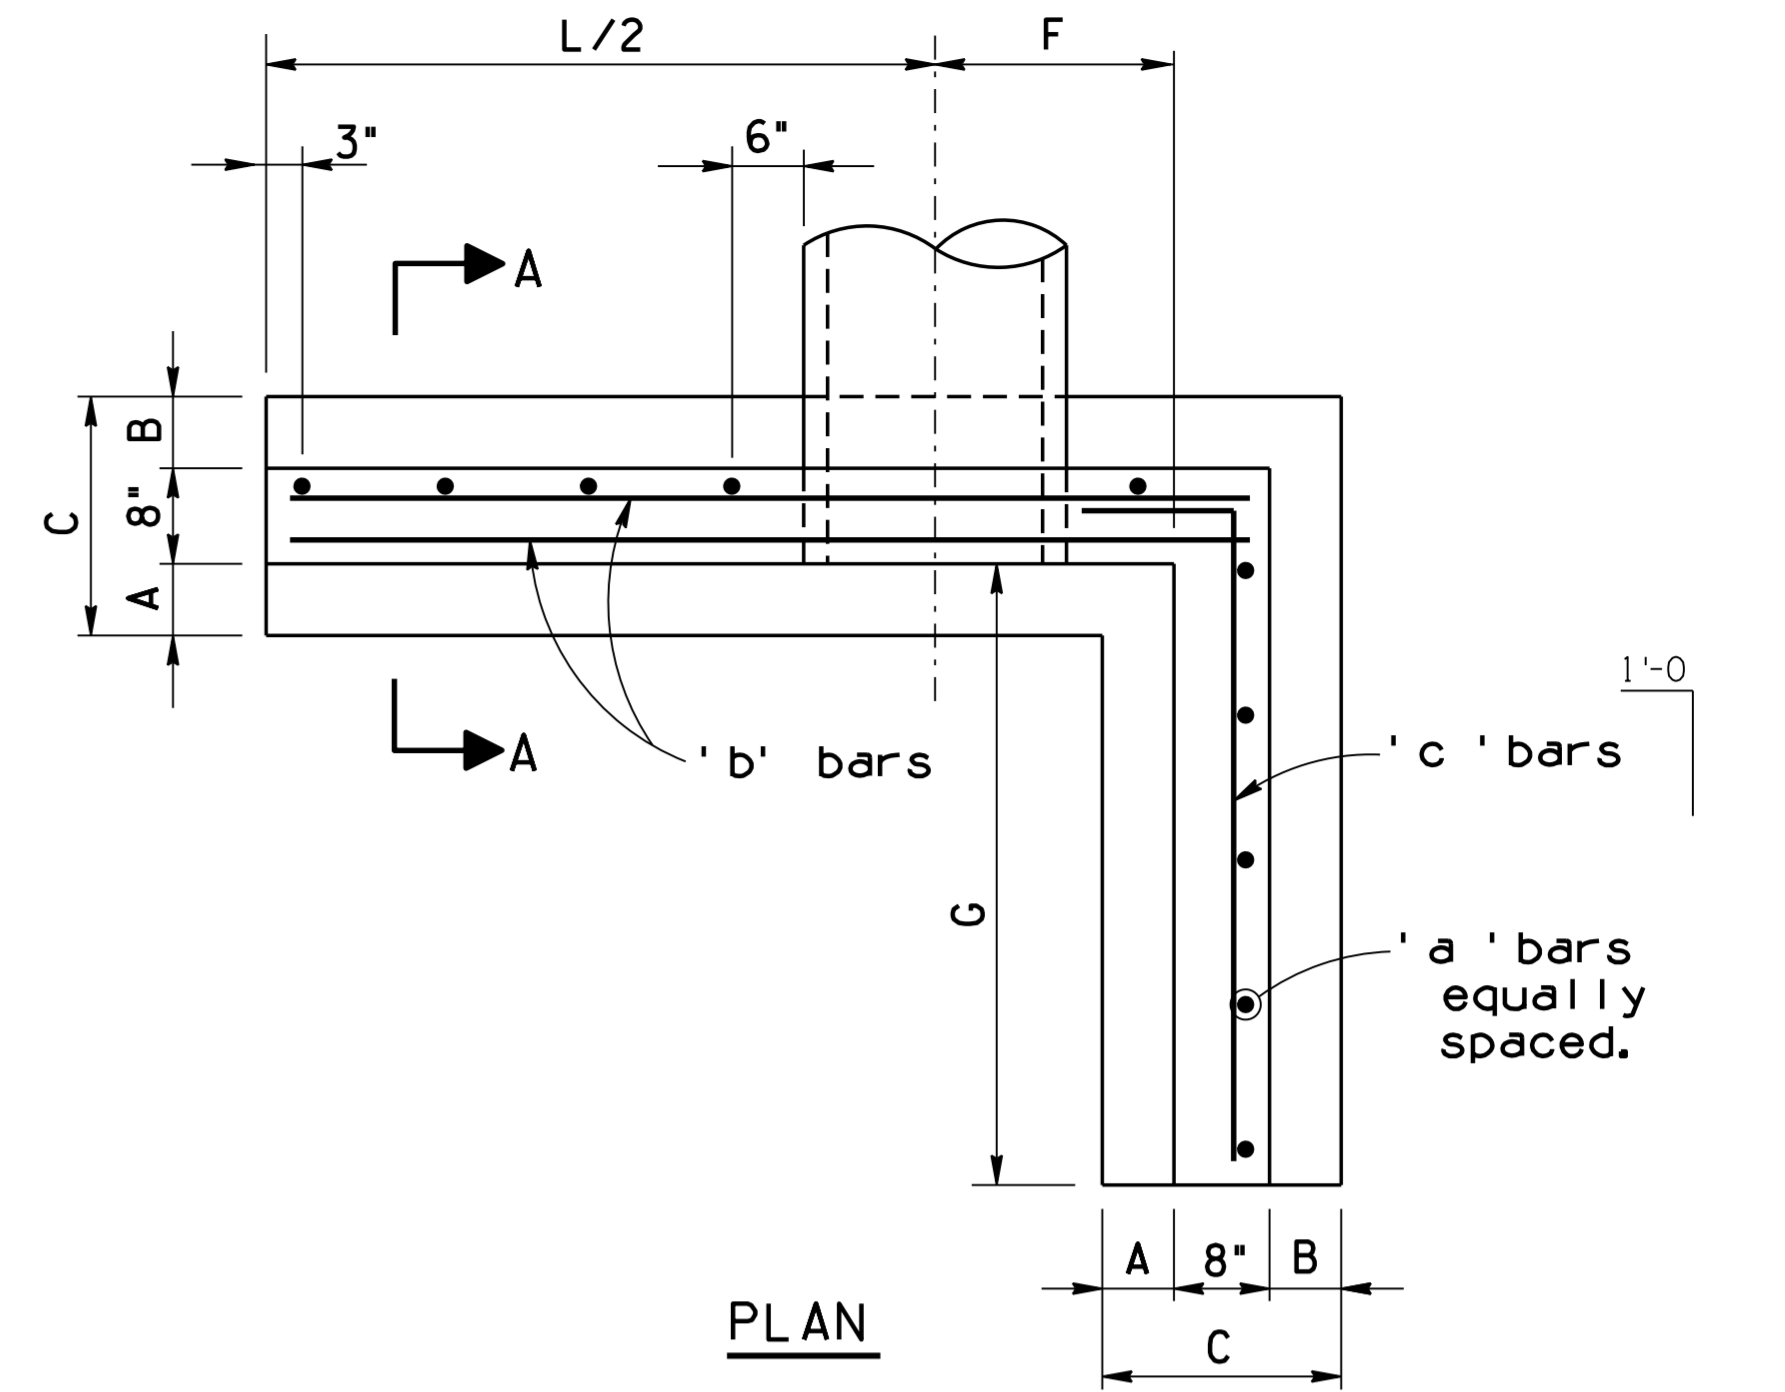 L/2
F
3"
6"
A
B
8"
C
A
1'-0
A
'b' bars
'c 'bars
G
'a 'bars
equally
spaced.
A
8"
B
PLAN
C